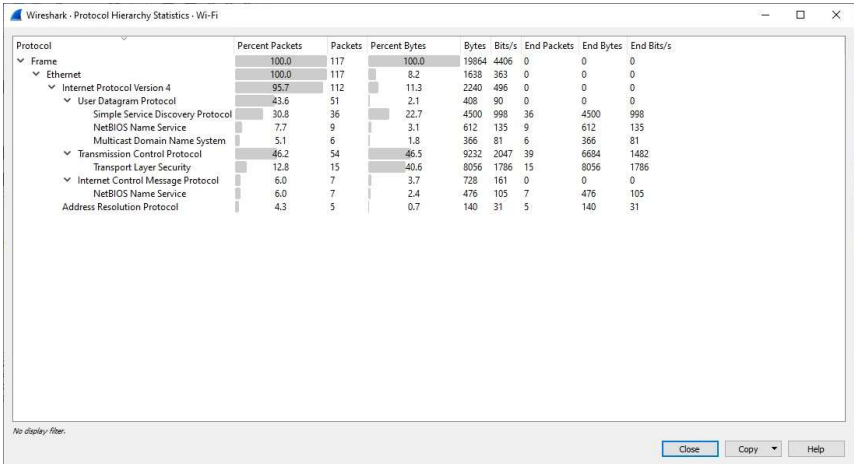 Wireshark · Protocol Hierarchy Statistics · Wi-Fi
Protocol Percent Packets Packets Percent Bytes Bytes Bits/s End Packets End Bytes End Bits/s
Frame 100.0 117 100.0 19864 4406 0 0 0
Ethernet 100.0 117 8.2 1638 363 0 0 0
Internet Protocol Version 4 95.7 112 11.3 2240 496 0 0 0
User Datagram Protocol 43.6 51 2.1 408 90 0 0 0
Simple Service Discovery Protocol 30.8 36 22.7 4500 998 36 4500 998
NetBIOS Name Service 7.7 9 3.1 612 135 9 612 135
Multicast Domain Name System 5.1 6 1.8 366 81 6 366 81
Transmission Control Protocol 46.2 54 46.5 9232 2047 39 6684 1482
Transport Layer Security 12.8 15 40.6 8056 1786 15 8056 1786
Internet Control Message Protocol 6.0 7 3.7 728 161 0 0 0
NetBIOS Name Service 6.0 7 2.4 476 105 7 476 105
Address Resolution Protocol 4.3 5 0.7 140 31 5 140 31
No display filter.
Close Copy Help